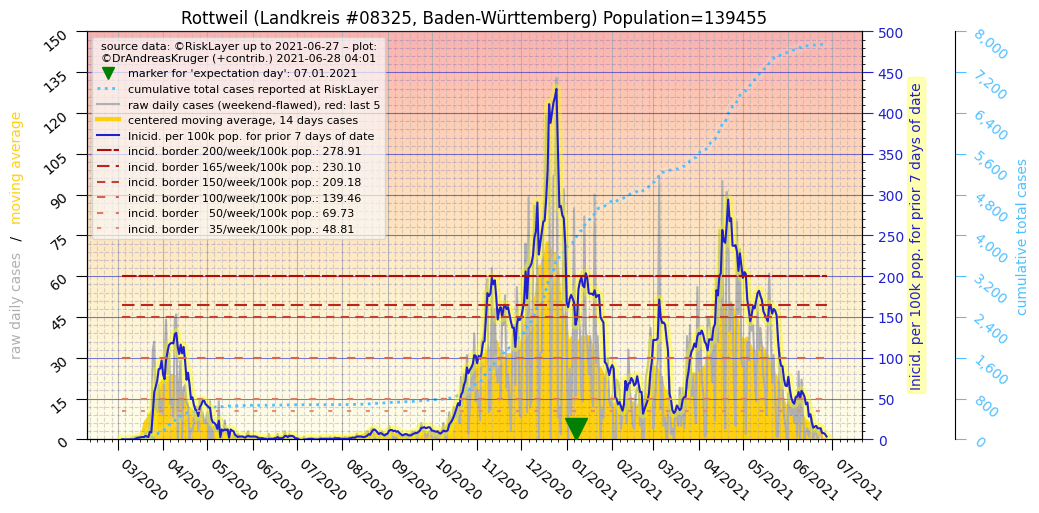 Rottweil (Landkreis #08325, Baden-Württemberg) Population=139455
source data: ©RiskLayer up to 2021-06-27 – plot:
©DrAndreasKruger (+contrib.) 2021-06-28 04:01
marker for 'expectation day': 07.01.2021
cumulative total cases reported at RiskLayer
raw daily cases (weekend-flawed), red: last 5
centered moving average, 14 days cases
Inicid. per 100k pop. for prior 7 days of date
incid. border 200/week/100k pop.: 278.91
incid. border 165/week/100k pop.: 230.10
incid. border 150/week/100k pop.: 209.18
incid. border 100/week/100k pop.: 139.46
incid. border   50/week/100k pop.: 69.73
incid. border   35/week/100k pop.: 48.81
raw daily cases / moving average
150
135
120
105
90
75
60
45
30
15
0
03/2020
04/2020
05/2020
06/2020
07/2020
08/2020
09/2020
10/2020
11/2020
12/2020
01/2021
02/2021
03/2021
04/2021
05/2021
06/2021
07/2021
500
450
400
350
300
250
200
150
100
50
0
Inicid. per 100k pop. for prior 7 days of date
8,000
7,200
6,400
5,600
4,800
4,000
3,200
2,400
1,600
800
0
cumulative total cases